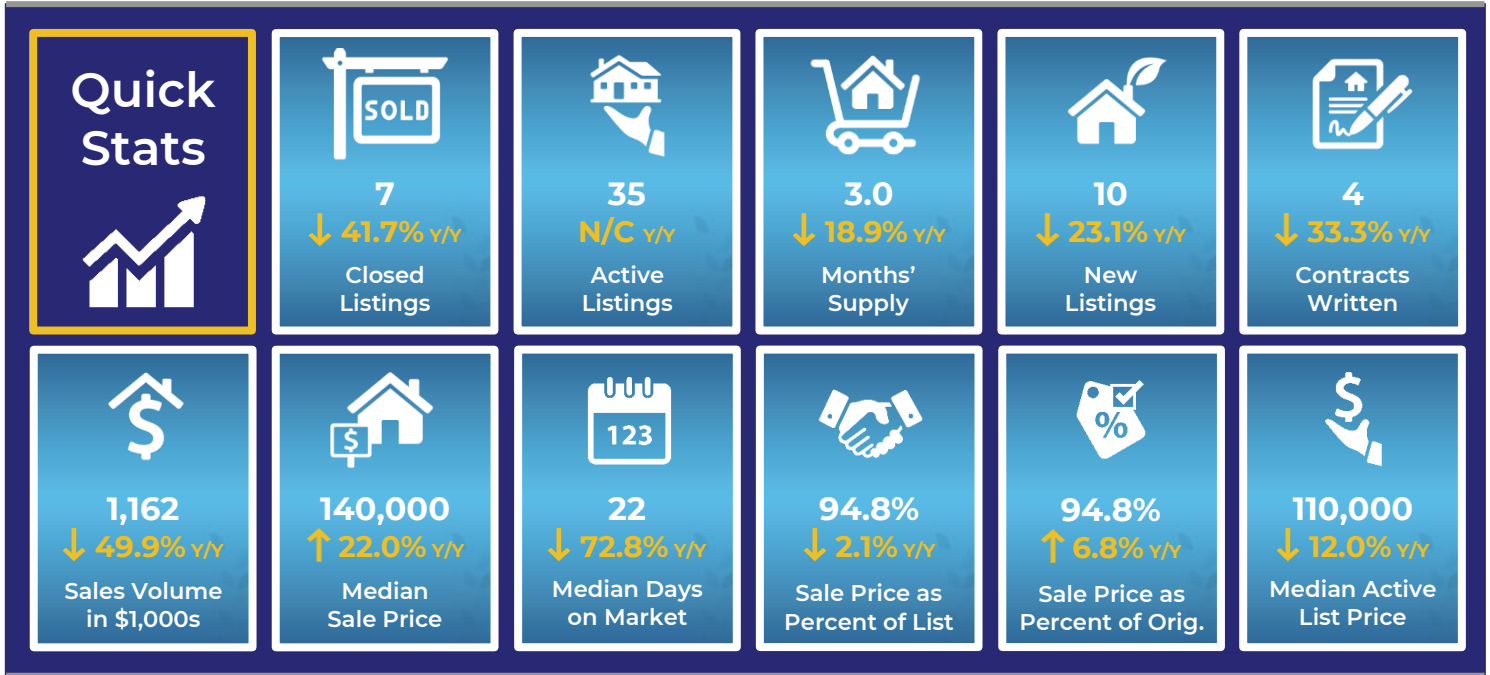 Quick
Stats
SOLD
7
↓ 41.7% Y/Y
Closed
Listings
35
N/C Y/Y
Active
Listings
3.0
↓ 18.9% Y/Y
Months’
Supply
10
↓ 23.1% Y/Y
New
Listings
4
↓ 33.3% Y/Y
Contracts
Written
$
1,162
↓ 49.9% Y/Y
Sales Volume
in $1,000s
$
140,000
↑ 22.0% Y/Y
Median
Sale Price
123
22
↓ 72.8% Y/Y
Median Days
on Market
94.8%
↓ 2.1% Y/Y
Sale Price as
Percent of List
%
94.8%
↑ 6.8% Y/Y
Sale Price as
Percent of Orig.
$
110,000
↓ 12.0% Y/Y
Median Active
List Price